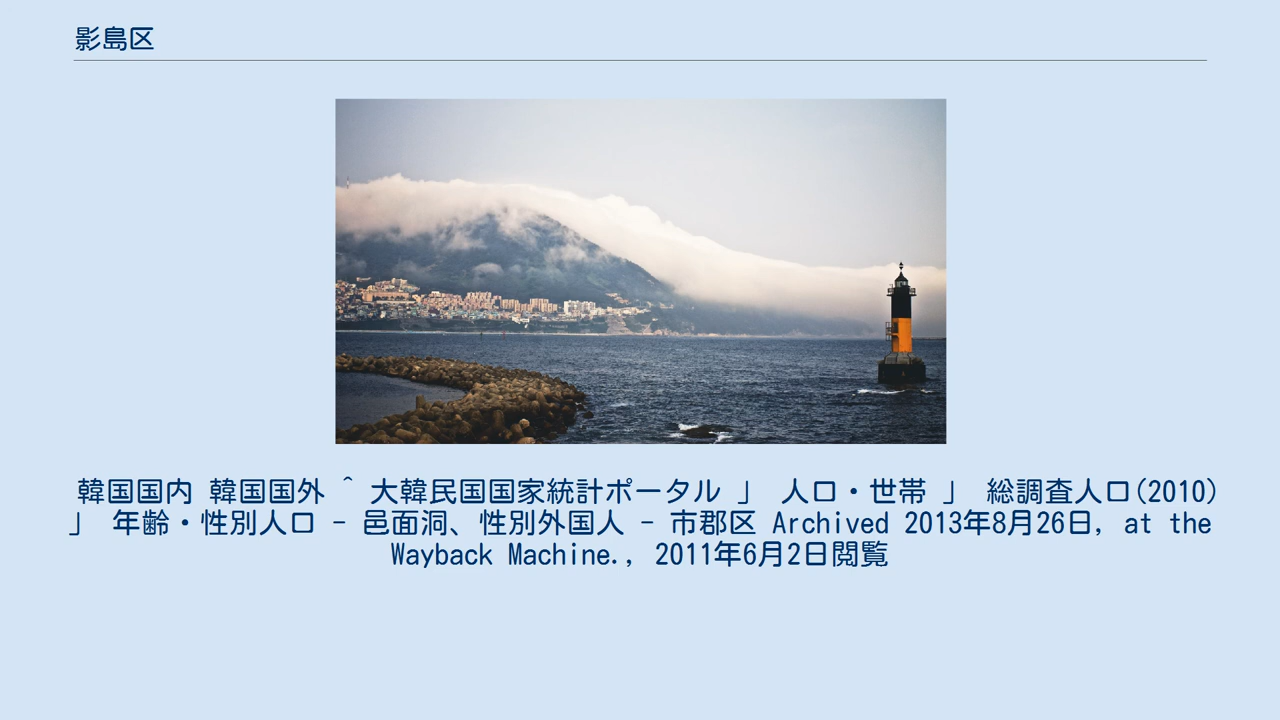 影島区
韓国国内 韓国国外 ^ 大韓民国国家統計ポータル 」 人口・世帯 」 総調査人口(2010)
」 年齢・性別人口 - 邑面洞、性別外国人 - 市郡区 Archived 2013年8月26日, at the
Wayback Machine., 2011年6月2日閲覧